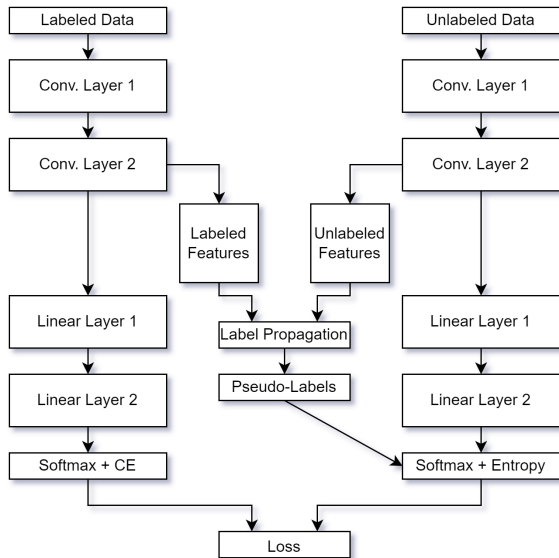 Labeled Data
Unlabeled Data
Conv. Layer 1
Conv. Layer 1
Conv. Layer 2
Conv. Layer 2
Labeled
Features
Unlabeled
Features
Linear Layer 1
Label Propagation
Linear Layer 1
Pseudo-Labels
Linear Layer 2
Linear Layer 2
Softmax + CE
Softmax + Entropy
Loss